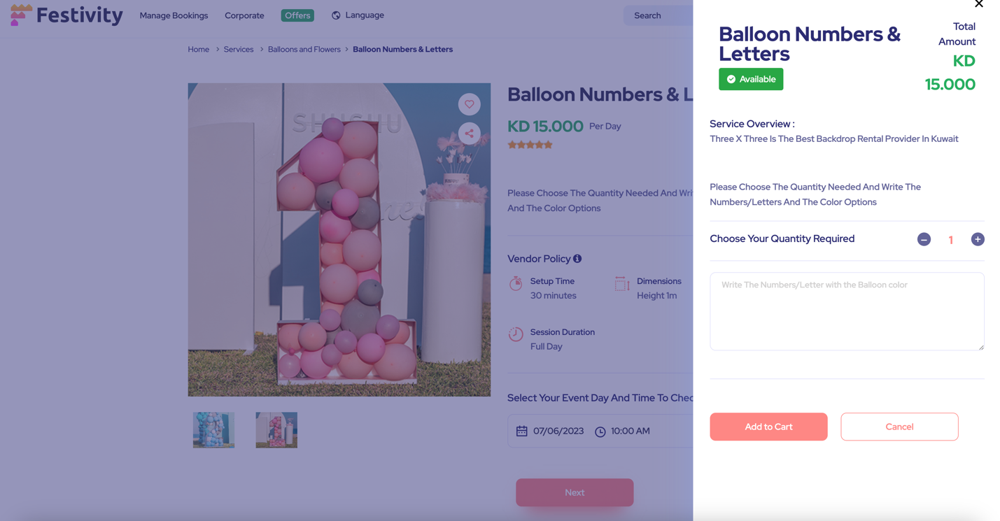 Festivity
Manage Bookings
Corporate
Offers
Language
Search
Home > Services > Balloons and Flowers > Balloon Numbers & Letters
SHUSHU
Balloon Numbers & L
KD 15.000 Per Day
Please Choose The Quantity Needed And Wri
And The Color Options
Vendor Policy
Setup Time
30 minutes
Dimensions
Height 1m
Session Duration
Full Day
Select Your Event Day And Time To Chec
07/06/2023
10:00 AM
Next
Balloon Numbers &
Letters
Available
Total
Amount
KD
15.000
Service Overview :
Three X Three Is The Best Backdrop Rental Provider In Kuwait
Please Choose The Quantity Needed And Write The
Numbers/Letters And The Color Options
Choose Your Quantity Required
1
Write The Numbers/Letter with the Balloon color
Add to Cart
Cancel